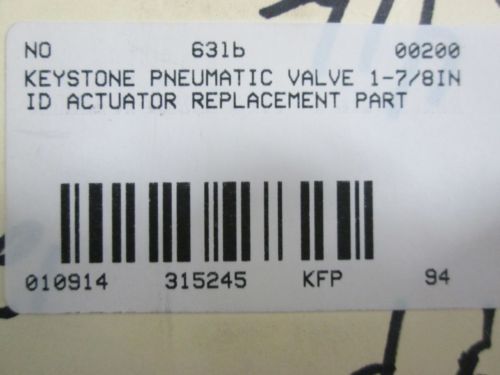 NO 631b 00200
KEYSTONE PNEUMATIC VALVE 1-7/8IN
ID ACTUATOR REPLACEMENT PART
010914 315245 KFP 94